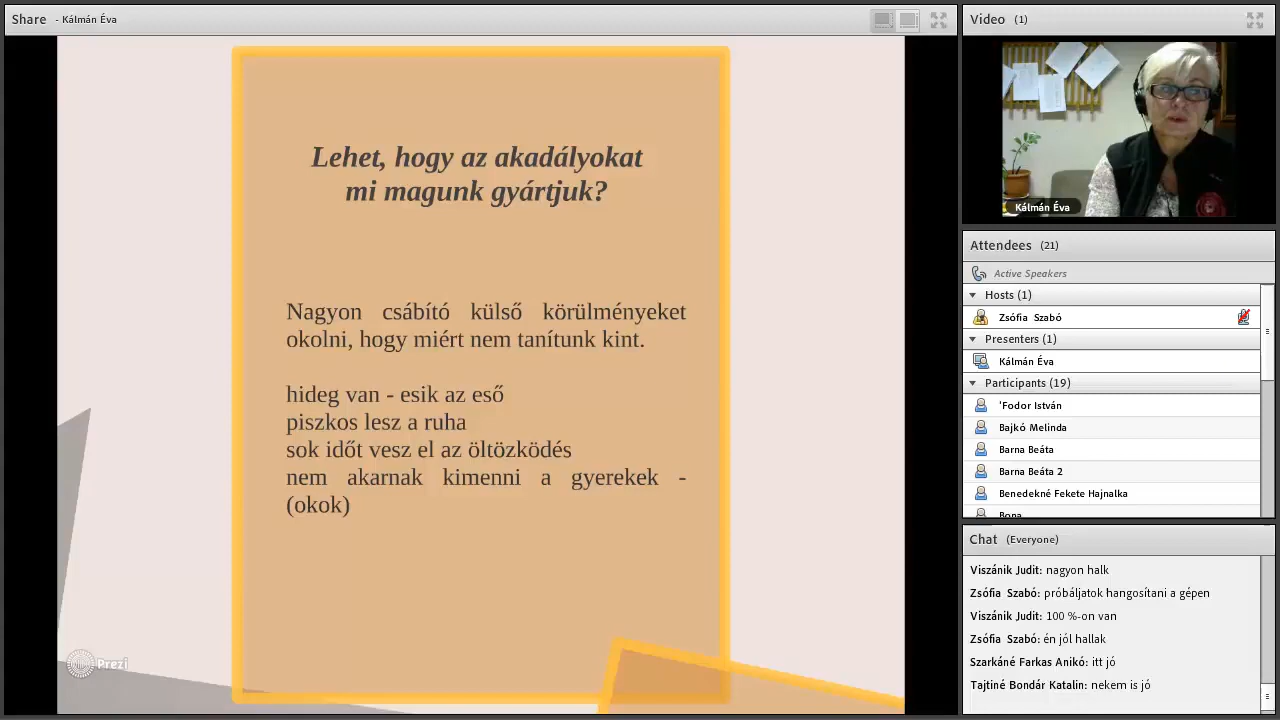 Share - Kálmán Éva
Lehet, hogy az akadályokat
mi magunk gyártjuk?
Nagyon csábító külső körülményeket
okolni, hogy miért nem tanítunk kint.
hideg van - esik az eső
piszkos lesz a ruha
sok időt vesz el az öltözködés
nem akarnak kimenni a gyerekek -
(okok)
Prezi
Video (1)
Kálmán Éva
Attendees (21)
Active Speakers
Hosts (1)
Zsófia Szabó
Presenters (1)
Kálmán Éva
Participants (19)
'Fodor István
Bajkó Melinda
Barna Beáta
Barna Beáta 2
Benedekné Fekete Hajnalka
Bona
Chat (Everyone)
Viszánik Judit: nagyon halk
Zsófia Szabó: próbáljatok hangosítani a gépen
Viszánik Judit: 100 %-on van
Zsófia Szabó: én jól hallak
Szarkáné Farkas Anikó: itt jó
Tajtiné Bondár Katalin: nekem is jó